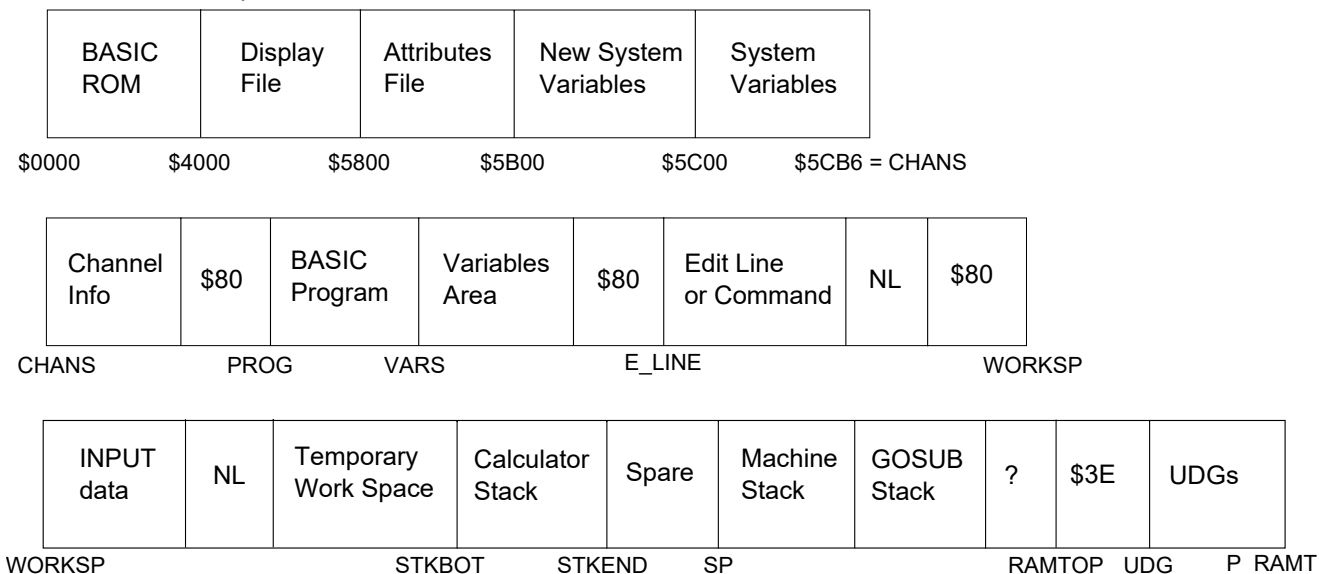 BASIC ROM
Display File
Attributes File
New System Variables
System Variables
$0000 $4000 $5800 $5B00 $5C00 $5CB6 = CHANS
Channel Info
$80
BASIC Program
Variables Area
$80
Edit Line or Command
NL
$80
CHANS PROG VARS E_LINE WORKSP
INPUT data
NL
Temporary Work Space
Calculator Stack
Spare
Machine Stack
GOSUB Stack
?
$3E
UDGs
WORKSP STKBOT STKEND SP RAMTOP UDG P RAMT